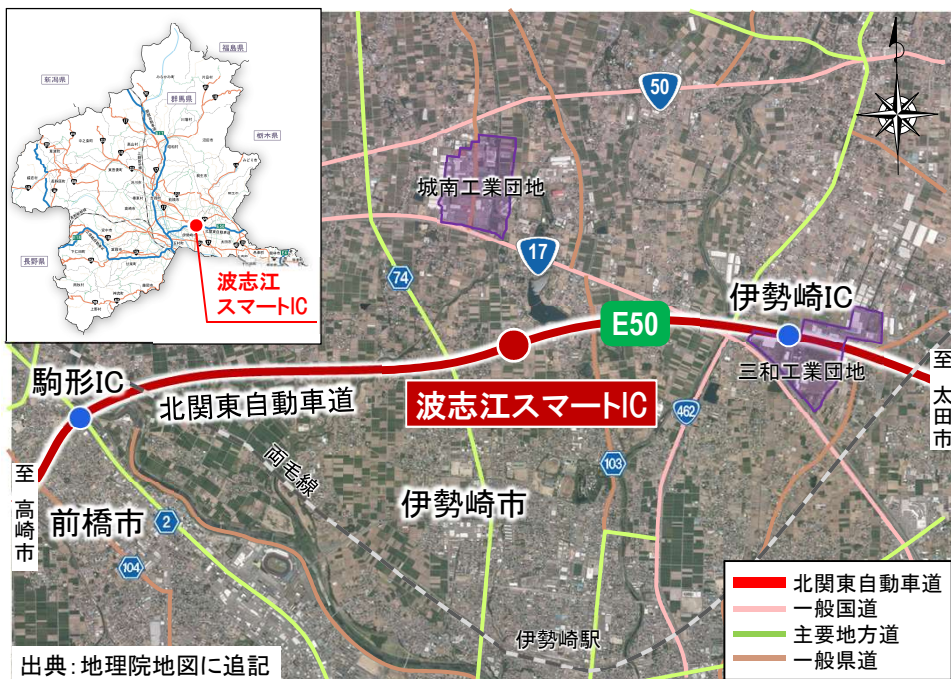 福島県
新潟県
群馬県
栃木県
長野県
波志江
スマートIC
50
城南工業団地
17
74
伊勢崎IC
E50
三和工業団地
駒形IC
北関東自動車道
波志江スマートIC
至 太田市
462
両毛線
103
至 高崎市
前橋市
2
伊勢崎市
104
伊勢崎駅
北関東自動車道
一般国道
主要地方道
一般県道
出典:地理院地図に追記